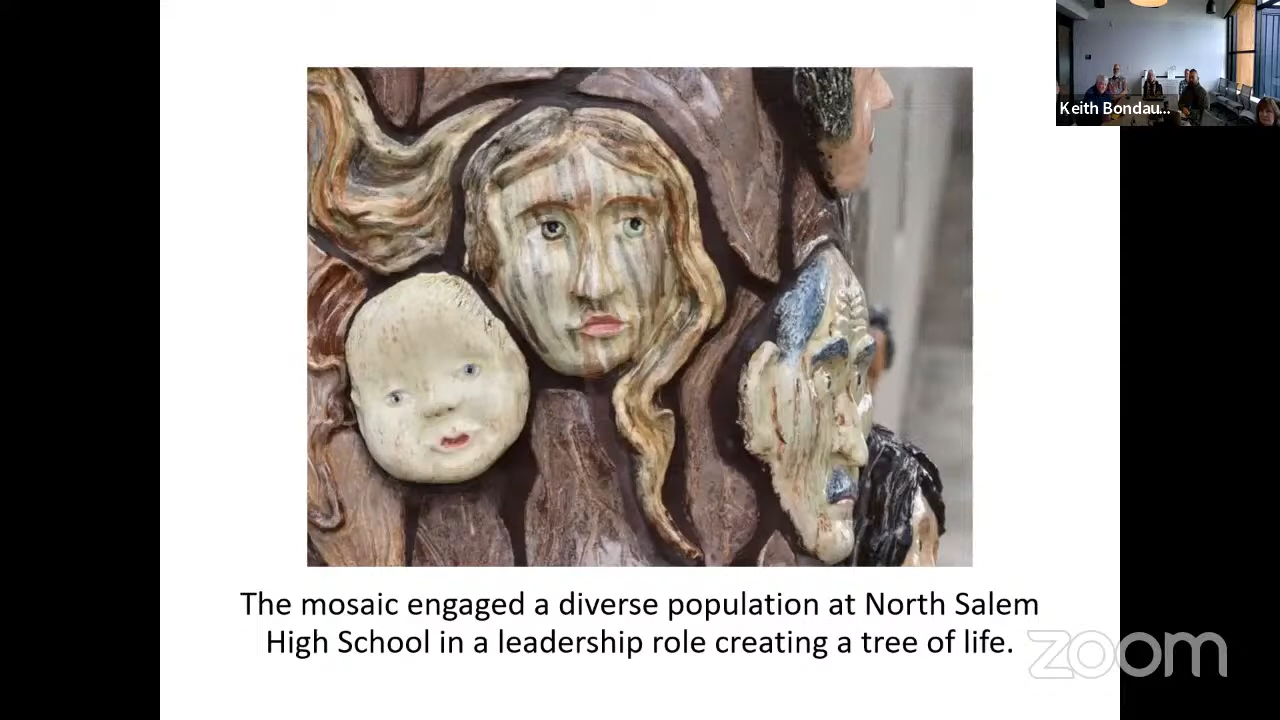 Keith Bondau...
The mosaic engaged a diverse population at North Salem
High School in a leadership role creating a tree of life.
zoom